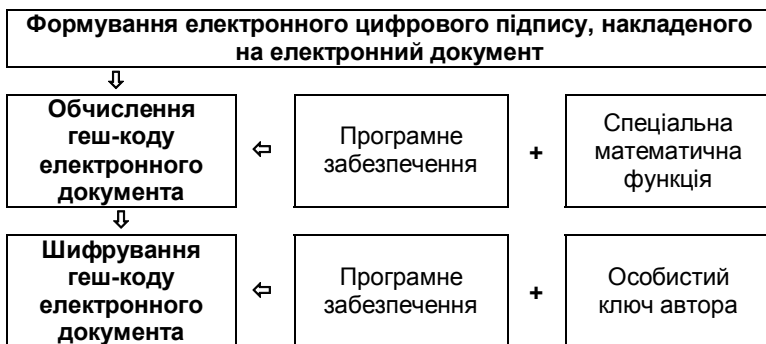 Формування електронного цифрового підпису, накладеного
на електронний документ
⇩
Обчислення
геш-коду
електронного
документа
⇦
Програмне
забезпечення
+
Спеціальна
математична
функція
⇩
Шифрування
геш-коду
електронного
документа
⇦
Програмне
забезпечення
+
Особистий
ключ автора